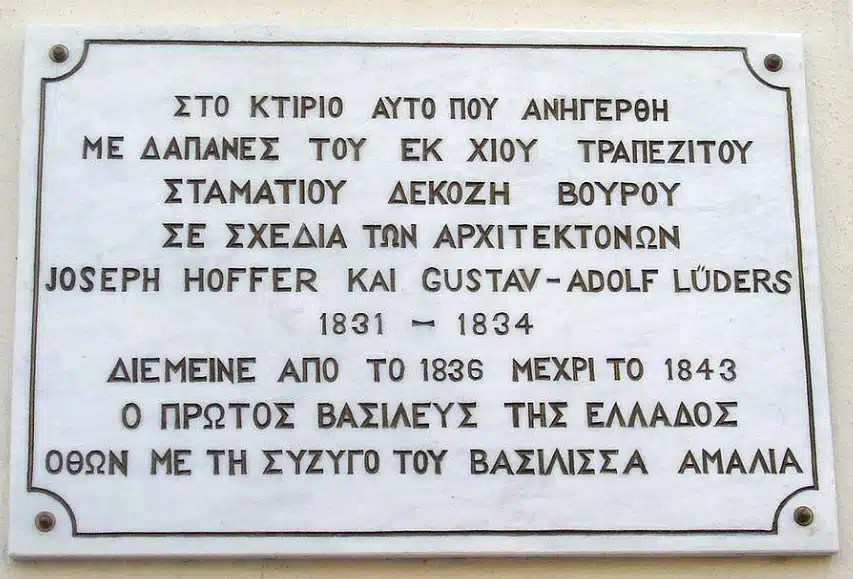 ΣΤΟ ΚΤΙΡΙΟ ΑΥΤΟ ΠΟΥ ΑΝΗΓΕΡΘΗ
ΜΕ ΔΑΠΑΝΕΣ ΤΟΥ ΕΚ ΧΙΟΥ ΤΡΑΠΕΖΙΤΟΥ
ΣΤΑΜΑΤΙΟΥ ΔΕΚΟΖΗ ΒΟΥΡΟΥ
ΣΕ ΣΧΕΔΙΑ ΤΩΝ ΑΡΧΙΤΕΚΤΟΝΩΝ
JOSEPH HOFFER ΚΑΙ GUSTAV-ADOLF LÜDERS
1831 - 1834
ΔΙΕΜΕΙΝΕ ΑΠΟ ΤΟ 1836 ΜΕΧΡΙ ΤΟ 1843
Ο ΠΡΩΤΟΣ ΒΑΣΙΛΕΥΣ ΤΗΣ ΕΛΛΑΔΟΣ
ΟΘΩΝ ΜΕ ΤΗ ΣΥΖΥΓΟ ΤΟΥ ΒΑΣΙΛΙΣΣΑ ΑΜΑΛΙΑ